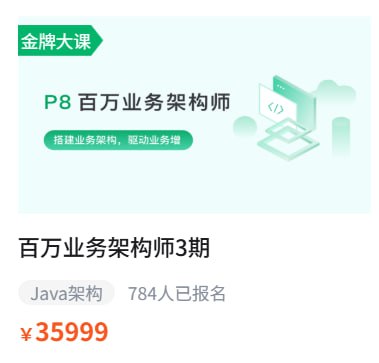 金牌大课
P8 百万业务架构师
搭建业务架构，驱动业务增
</>
百万业务架构师3期
Java架构 784人已报名
¥35999